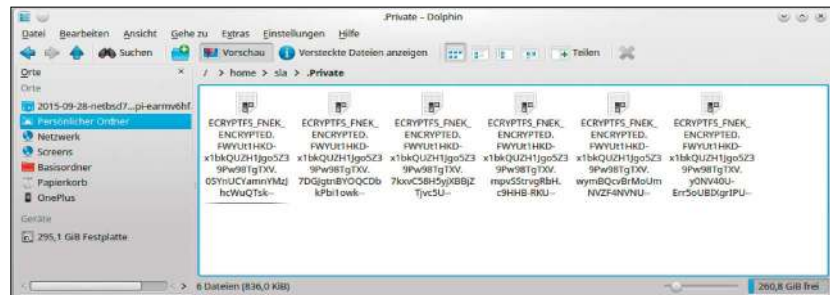 .Private – Dolphin
Datei Bearbeiten Ansicht Gehe zu Extras Einstellungen Hilfe
Suchen Vorschau Versteckte Dateien anzeigen Teilen
Orte / > home > sla > .Private
Orte
2015-09-28-netbsd7...pi-earmv6hf
Persönlicher Ordner
Netzwerk
Screens
Basisordner
Papierkorb
OnePlus
Geräte
295,1 GiB Festplatte
ECRYPTFS_FNEK_ ECRYPTFS_FNEK_ ECRYPTFS_FNEK_ ECRYPTFS_FNEK_ ECRYPTFS_FNEK_ ECRYPTFS_FNEK_
ENCRYPTED. ENCRYPTED. ENCRYPTED. ENCRYPTED. ENCRYPTED. ENCRYPTED.
FWYUt1HKD- FWYUt1HKD- FWYUt1HKD- FWYUt1HKD- FWYUt1HKD- FWYUt1HKD-
x1bkQUZH1Jgo5Z3 x1bkQUZH1Jgo5Z3 x1bkQUZH1Jgo5Z3 x1bkQUZH1Jgo5Z3 x1bkQUZH1Jgo5Z3 x1bkQUZH1Jgo5Z3
9Pw98TgTXV. 9Pw98TgTXV. 9Pw98TgTXV. 9Pw98TgTXV. 9Pw98TgTXV. 9Pw98TgTXV.
0SYnUCYamnYMzJ 7DGJgtnBYOQCDb 7kxvC58H5yjXBBjZ mpvSStrvgRbH. wymBQcvBrMoUm y0NV40U-
hcWuQTsk-- kPbi1owk-- Tjvc5U-- c9HHB-RKU-- NVZF4NVNU-- Err5oUBDXgrIPU--
6 Dateien (836,0 KiB) 260,8 GiB frei